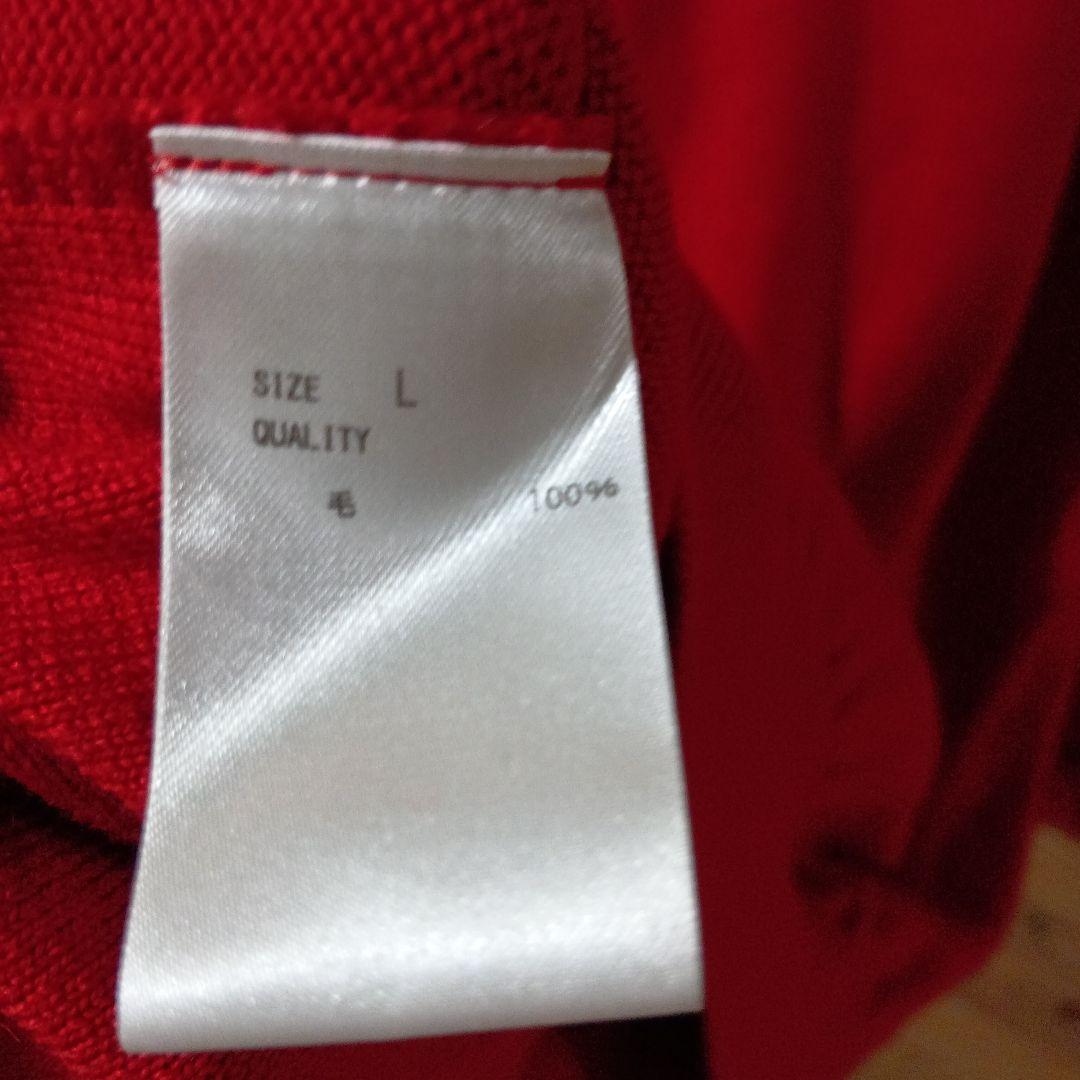 SIZE L
QUALITY
毛 100%